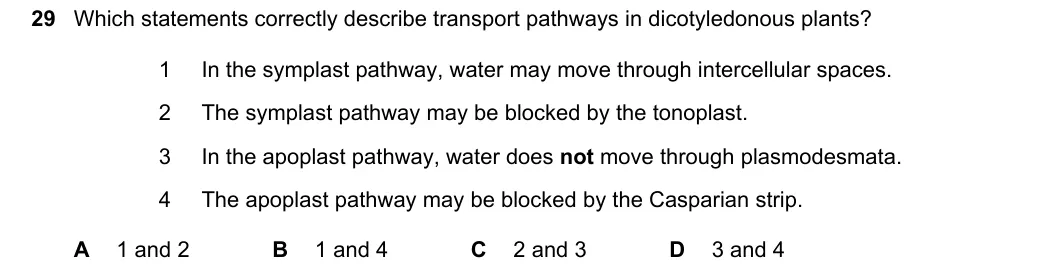 29 Which statements correctly describe transport pathways in dicotyledonous plants?
1 In the symplast pathway, water may move through intercellular spaces.
2 The symplast pathway may be blocked by the tonoplast.
3 In the apoplast pathway, water does not move through plasmodesmata.
4 The apoplast pathway may be blocked by the Casparian strip.
A 1 and 2 B 1 and 4 C 2 and 3 D 3 and 4